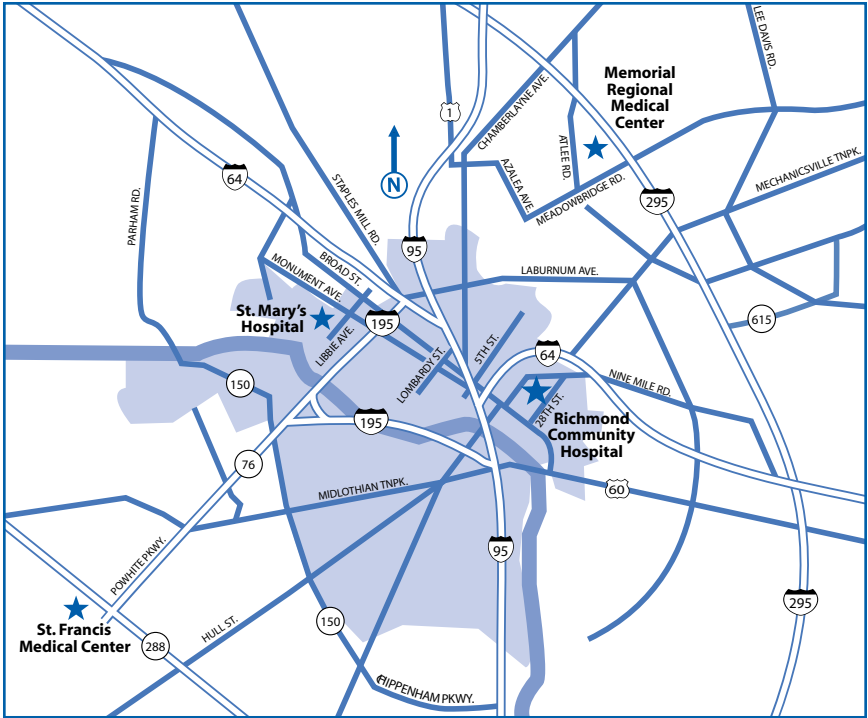 LEE DAVIS RD.
Memorial
Regional
Medical
Center
CHAMBERLAYNE AVE.
1
ATLEE RD.
AZALEA AVE.
MECHANICSVILLE TNPK.
64
STAPLES MILL RD.
N
MEADOWBRIDGE RD.
295
PARHAM RD.
95
BROAD ST.
MONUMENT AVE.
LABURNUM AVE.
St. Mary's
Hospital
195
615
LIBBIE AVE.
5TH ST.
64
LOMBARDY ST.
NINE MILE RD.
150
28TH ST.
195
Richmond
Community
Hospital
76
MIDLOTHIAN TNPK.
60
95
POWHITE PKWY.
295
St. Francis
Medical Center
150
HULL ST.
288
CHIPPENHAM PKWY.